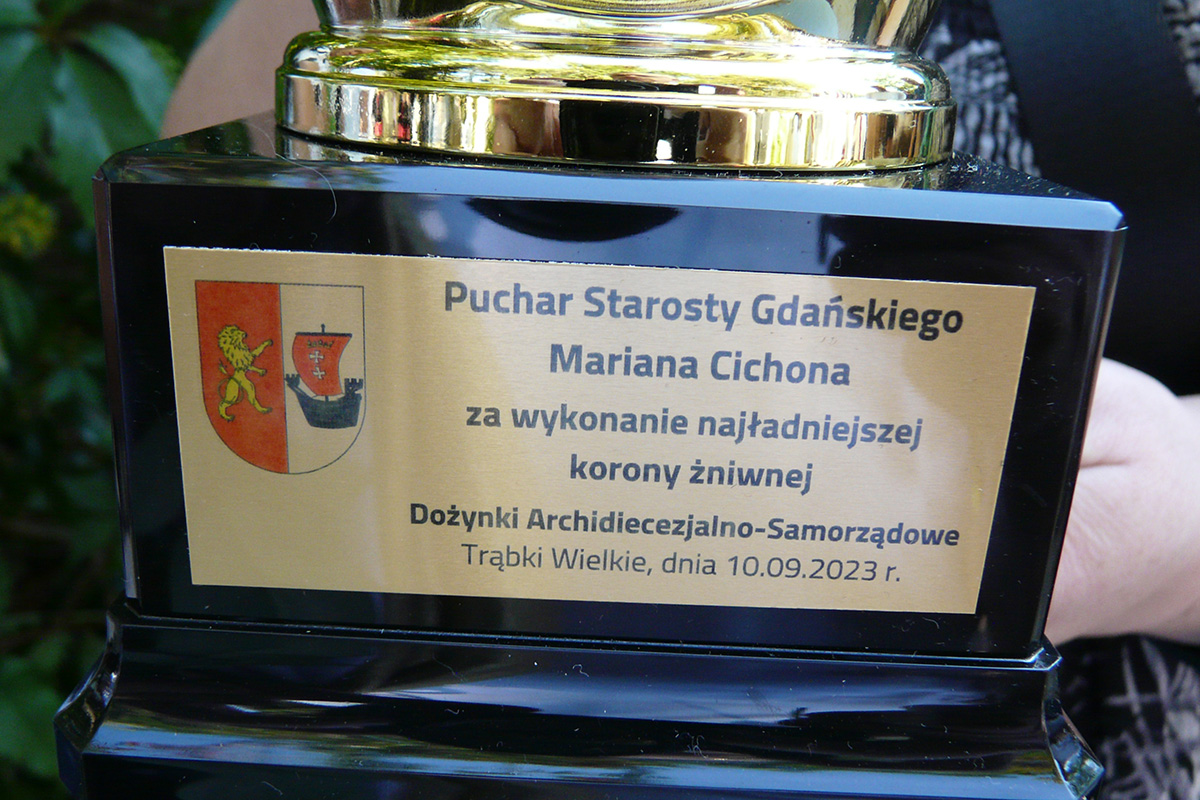 Puchar Starosty Gdańskiego
Mariana Cichona
za wykonanie najładniejszej
korony żniwnej
Dożynki Archidiecezjalno-Samorządowe
Trąbki Wielkie, dnia 10.09.2023 r.